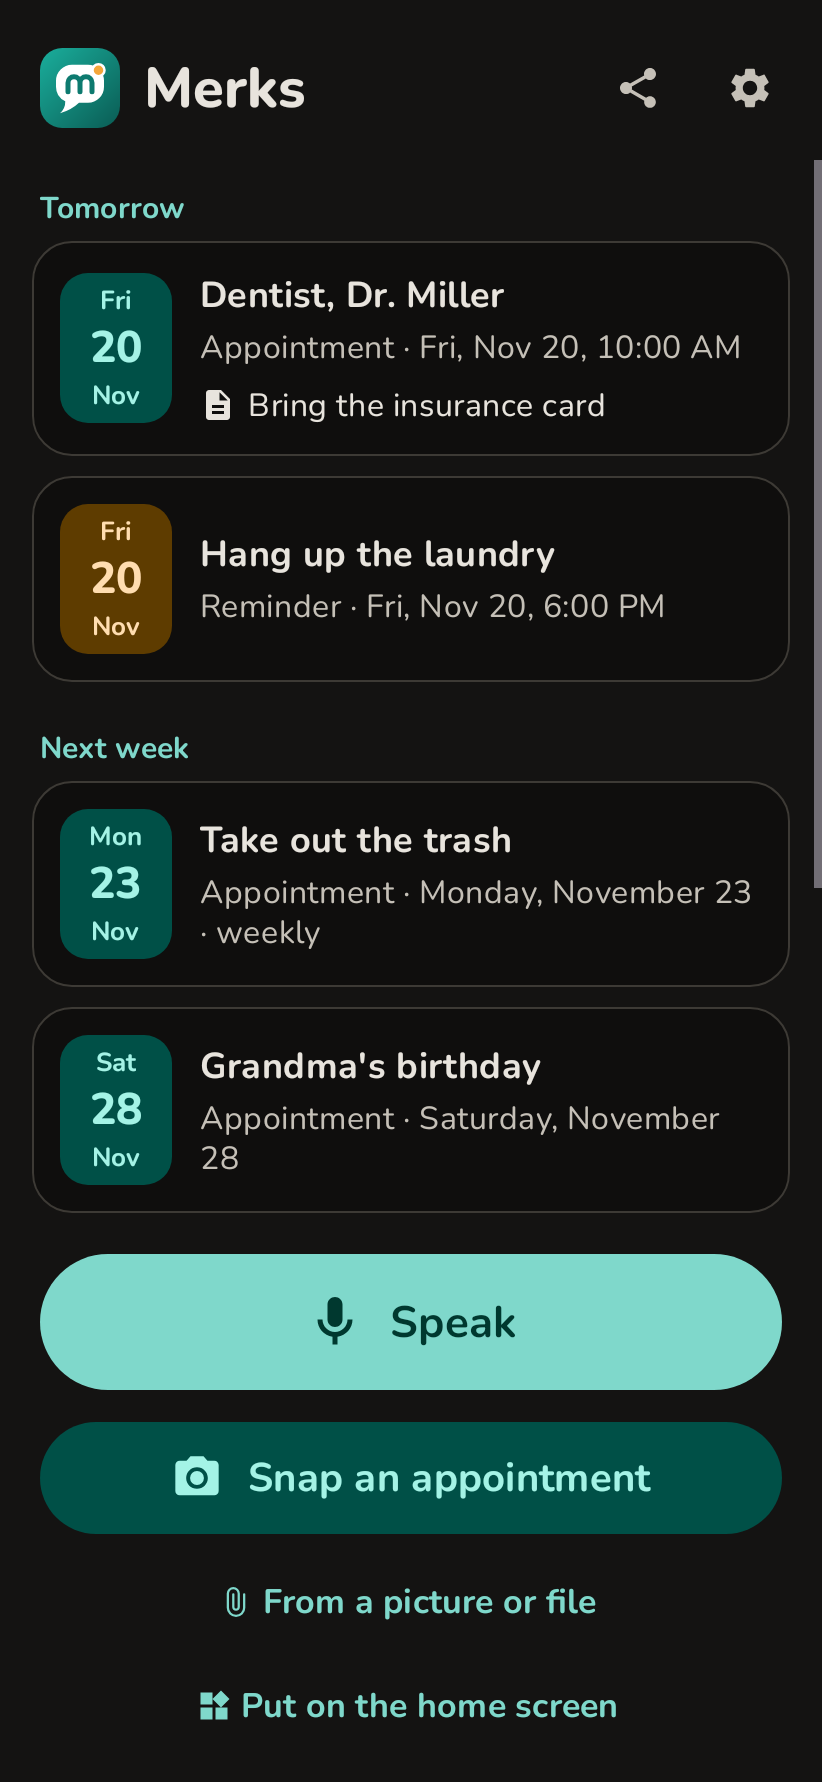 Merks
Tomorrow
Fri
20
Nov
Dentist, Dr. Miller
Appointment · Fri, Nov 20, 10:00 AM
Bring the insurance card
Fri
20
Nov
Hang up the laundry
Reminder · Fri, Nov 20, 6:00 PM
Next week
Mon
23
Nov
Take out the trash
Appointment · Monday, November 23
· weekly
Sat
28
Nov
Grandma's birthday
Appointment · Saturday, November
28
Speak
Snap an appointment
From a picture or file
Put on the home screen